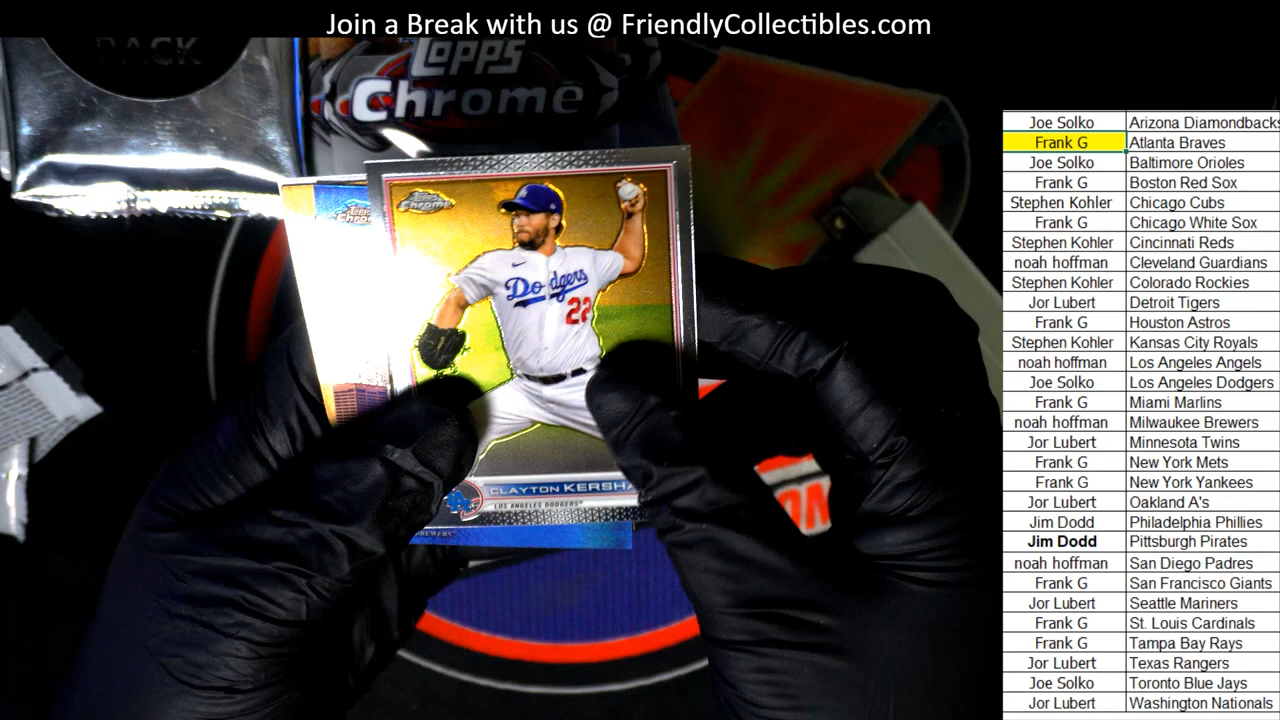 Join a Break with us @ FriendlyCollectibles.com
PACK
Topps
Chrome
Topps
Chrome
Dodgers
22
CLAYTON KERSHA
LOS ANGELES DODGERS
BREWERS
Joe Solko Arizona Diamondbacks
Frank G Atlanta Braves
Joe Solko Baltimore Orioles
Frank G Boston Red Sox
Stephen Kohler Chicago Cubs
Frank G Chicago White Sox
Stephen Kohler Cincinnati Reds
noah hoffman Cleveland Guardians
Stephen Kohler Colorado Rockies
Jor Lubert Detroit Tigers
Frank G Houston Astros
Stephen Kohler Kansas City Royals
noah hoffman Los Angeles Angels
Joe Solko Los Angeles Dodgers
Frank G Miami Marlins
noah hoffman Milwaukee Brewers
Jor Lubert Minnesota Twins
Frank G New York Mets
Frank G New York Yankees
Jor Lubert Oakland A's
Jim Dodd Philadelphia Phillies
Jim Dodd Pittsburgh Pirates
noah hoffman San Diego Padres
Frank G San Francisco Giants
Jor Lubert Seattle Mariners
Frank G St. Louis Cardinals
Frank G Tampa Bay Rays
Jor Lubert Texas Rangers
Joe Solko Toronto Blue Jays
Jor Lubert Washington Nationals